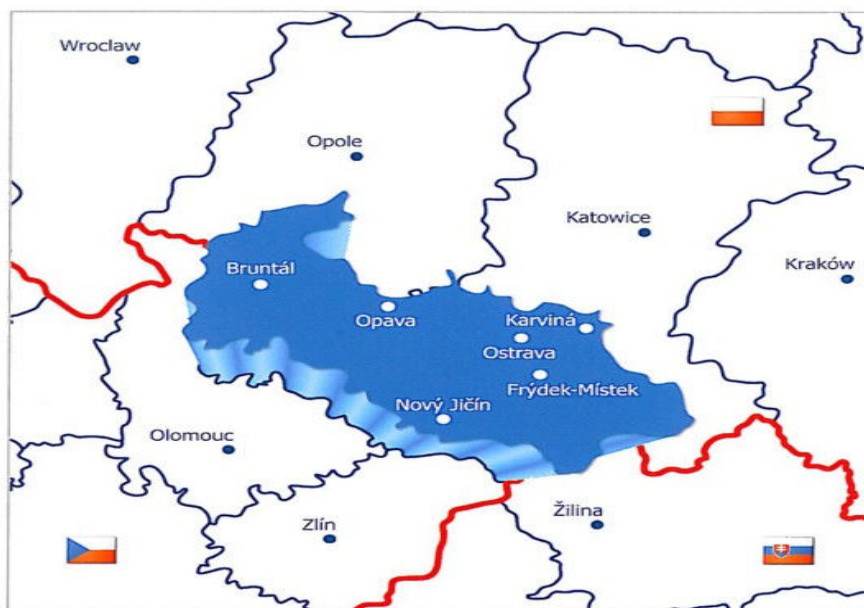 Wroclaw
Opole
Katowice
Kraków
Bruntál
Opava
Karviná
Ostrava
Frýdek-Místek
Nový Jičín
Olomouc
Zlín
Žilina